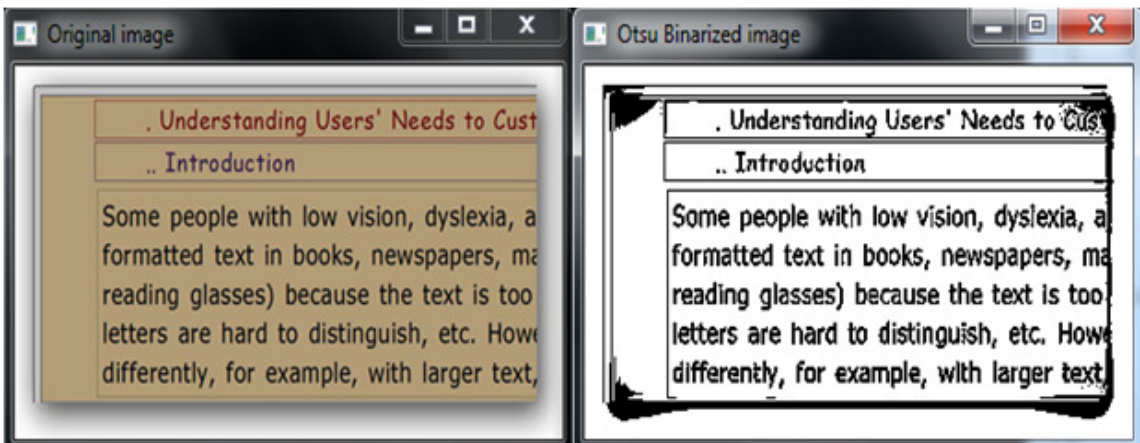 Original image
. Understanding Users' Needs to Cust
.. Introduction
Some people with low vision, dyslexia, a
formatted text in books, newspapers, ma
reading glasses) because the text is too
letters are hard to distinguish, etc. Howe
differently, for example, with larger text,
Otsu Binarized image
. Understanding Users' Needs to Cus
.. Introduction
Some people with low vision, dyslexia, a
formatted text in books, newspapers, ma
reading glasses) because the text is too
letters are hard to distinguish, etc. Howe
differently, for example, with larger text,